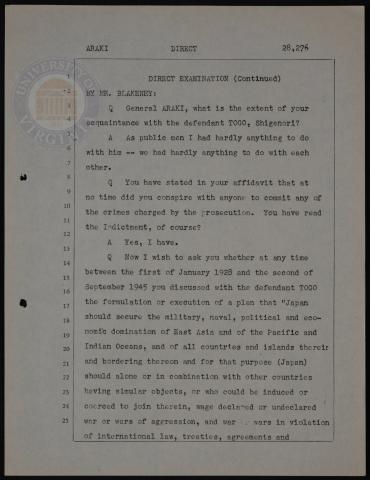 ARAKI DIRECT 28,276
DIRECT EXAMINATION (Continued)
BY MR. BLAKENEY:
Q General ARAKI, what is the extent of your
acquaintance with the defendant TOGO, Shigenori?
A As public men I had hardly anything to do
with him -- we had hardly anything to do with each
other.
Q You have stated in your affidavit that at
no time did you conspire with anyone to commit any of
the crimes charged by the prosecution. You have read
the Indictment, of course?
A Yes, I have.
Q Now I wish to ask you whether at any time
between the first of January 1928 and the second of
September 1945 you discussed with the defendant TOGO
the formulation or execution of a plan that "Japan
should secure the military, naval, political and eco-
nomic domination of East Asia and of the Pacific and
Indian Oceans, and of all countries and islands therein
and bordering thereon and for that purpose (Japan)
should alone or in combination with other countries
having similar objects, or who could be induced or
coerced to join therein, wage declared or undeclared
war or wars of aggression, and war wars in violation
of international law, treaties, agreements and
1
2
3
4
5
6
7
8
9
10
11
12
13
14
15
16
17
18
19
20
21
22
23
24
25
UNIVERSITY OF VIRGINIA